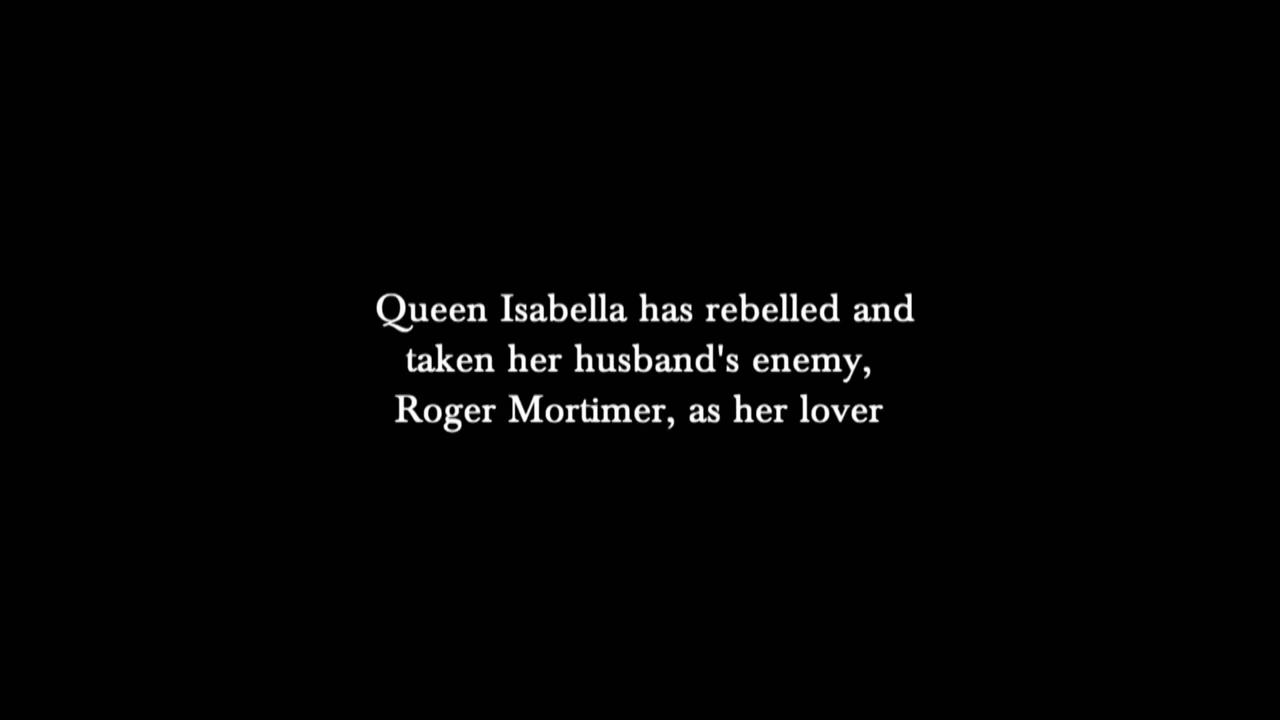 Queen Isabella has rebelled and
taken her husband's enemy,
Roger Mortimer, as her lover